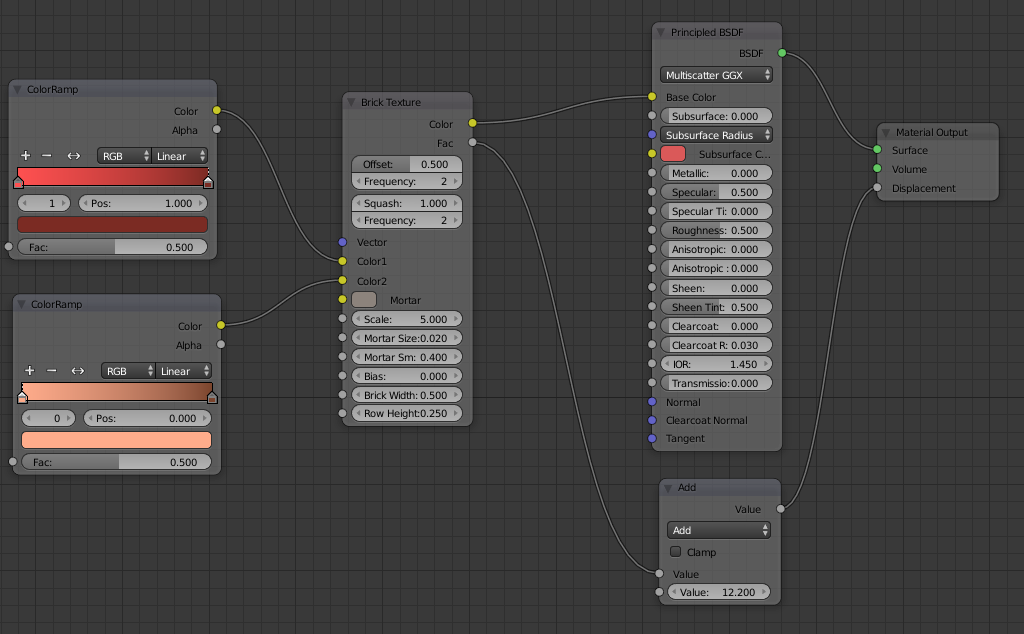 ColorRamp
Color
Alpha
+ − ↔ RGB Linear
1 Pos: 1.000
Fac: 0.500
ColorRamp
Color
Alpha
+ − ↔ RGB Linear
0 Pos: 0.000
Fac: 0.500
Brick Texture
Color
Fac
Offset: 0.500
Frequency: 2
Squash: 1.000
Frequency: 2
Vector
Color1
Color2
Mortar
Scale: 5.000
Mortar Size:0.020
Mortar Sm: 0.400
Bias: 0.000
Brick Width: 0.500
Row Height:0.250
Principled BSDF
BSDF
Multiscatter GGX
Base Color
Subsurface: 0.000
Subsurface Radius
Subsurface C...
Metallic: 0.000
Specular: 0.500
Specular Ti: 0.000
Roughness: 0.500
Anisotropic: 0.000
Anisotropic : 0.000
Sheen: 0.000
Sheen Tint: 0.500
Clearcoat: 0.000
Clearcoat R: 0.030
IOR: 1.450
Transmissio:0.000
Normal
Clearcoat Normal
Tangent
Add
Value
Add
Clamp
Value
Value: 12.200
Material Output
Surface
Volume
Displacement